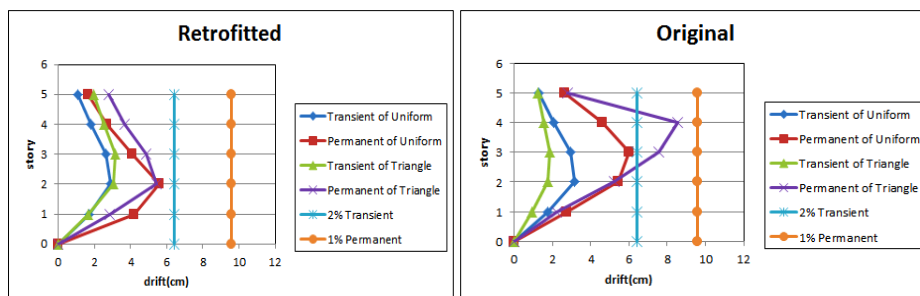 Retrofitted
6
5
4
3
2
1
0
story
0 2 4 6 8 10 12
drift(cm)
Transient of Uniform
Permanant of Uniform
Transient of Triangle
Permanent of Triangle
2% Transient
1% Permanent
Original
6
5
4
3
2
1
0
story
0 2 4 6 8 10 12
drift(cm)
Transient of Uniform
Permanant of Uniform
Transient of Triangle
Permanent of Triangle
2% Transient
1% Permanent